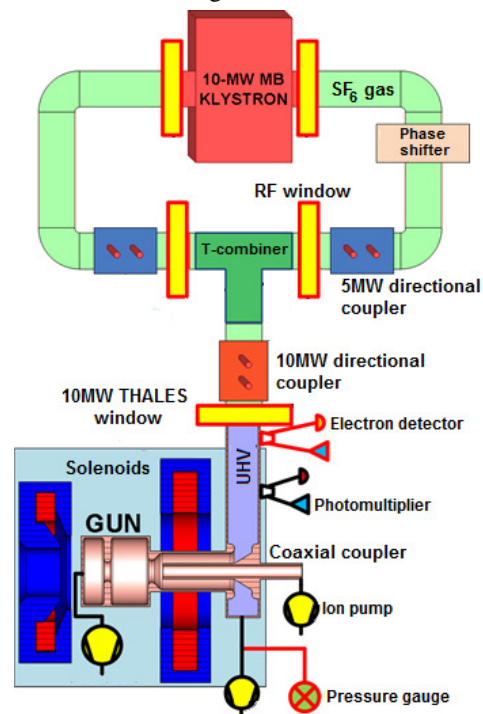 10-MW MB
KLYSTRON
SF6 gas
Phase
shifter
RF window
T-combiner
5MW directional
coupler
10MW directional
coupler
10MW THALES
window
Electron detector
Solenoids
UHV
Photomultiplier
GUN
Coaxial coupler
Ion pump
Pressure gauge